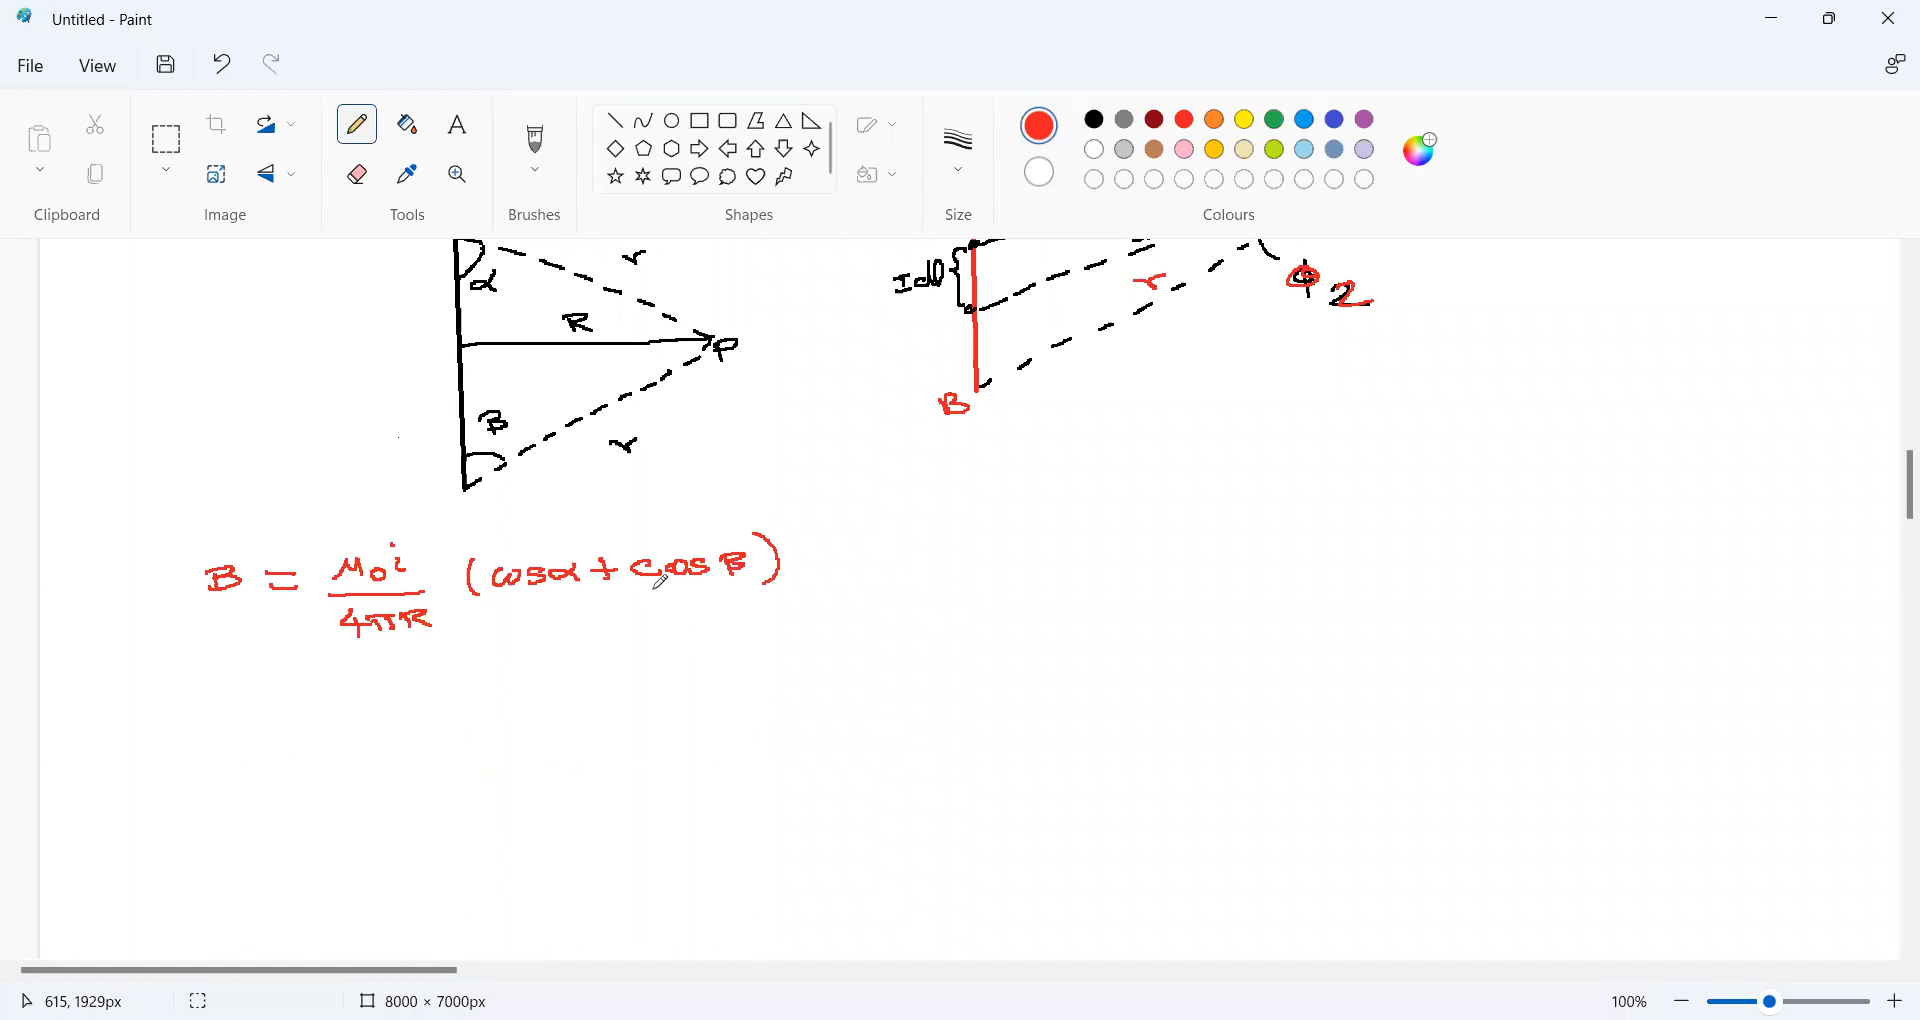 Untitled - Paint
File View
Clipboard Image Tools Brushes Shapes Size Colours
α r
R
P
β
r
Idl
r
φ 2
B
B = μ0i / 4πR (cosα + cosβ)
615, 1929px 8000 × 7000px 100%